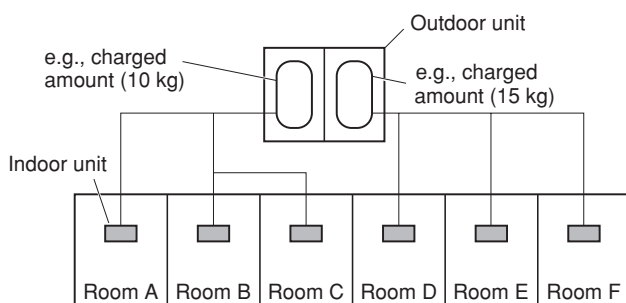 Outdoor unit
e.g., charged
amount (10 kg)
e.g., charged
amount (15 kg)
Indoor unit
Room A Room B Room C Room D Room E Room F